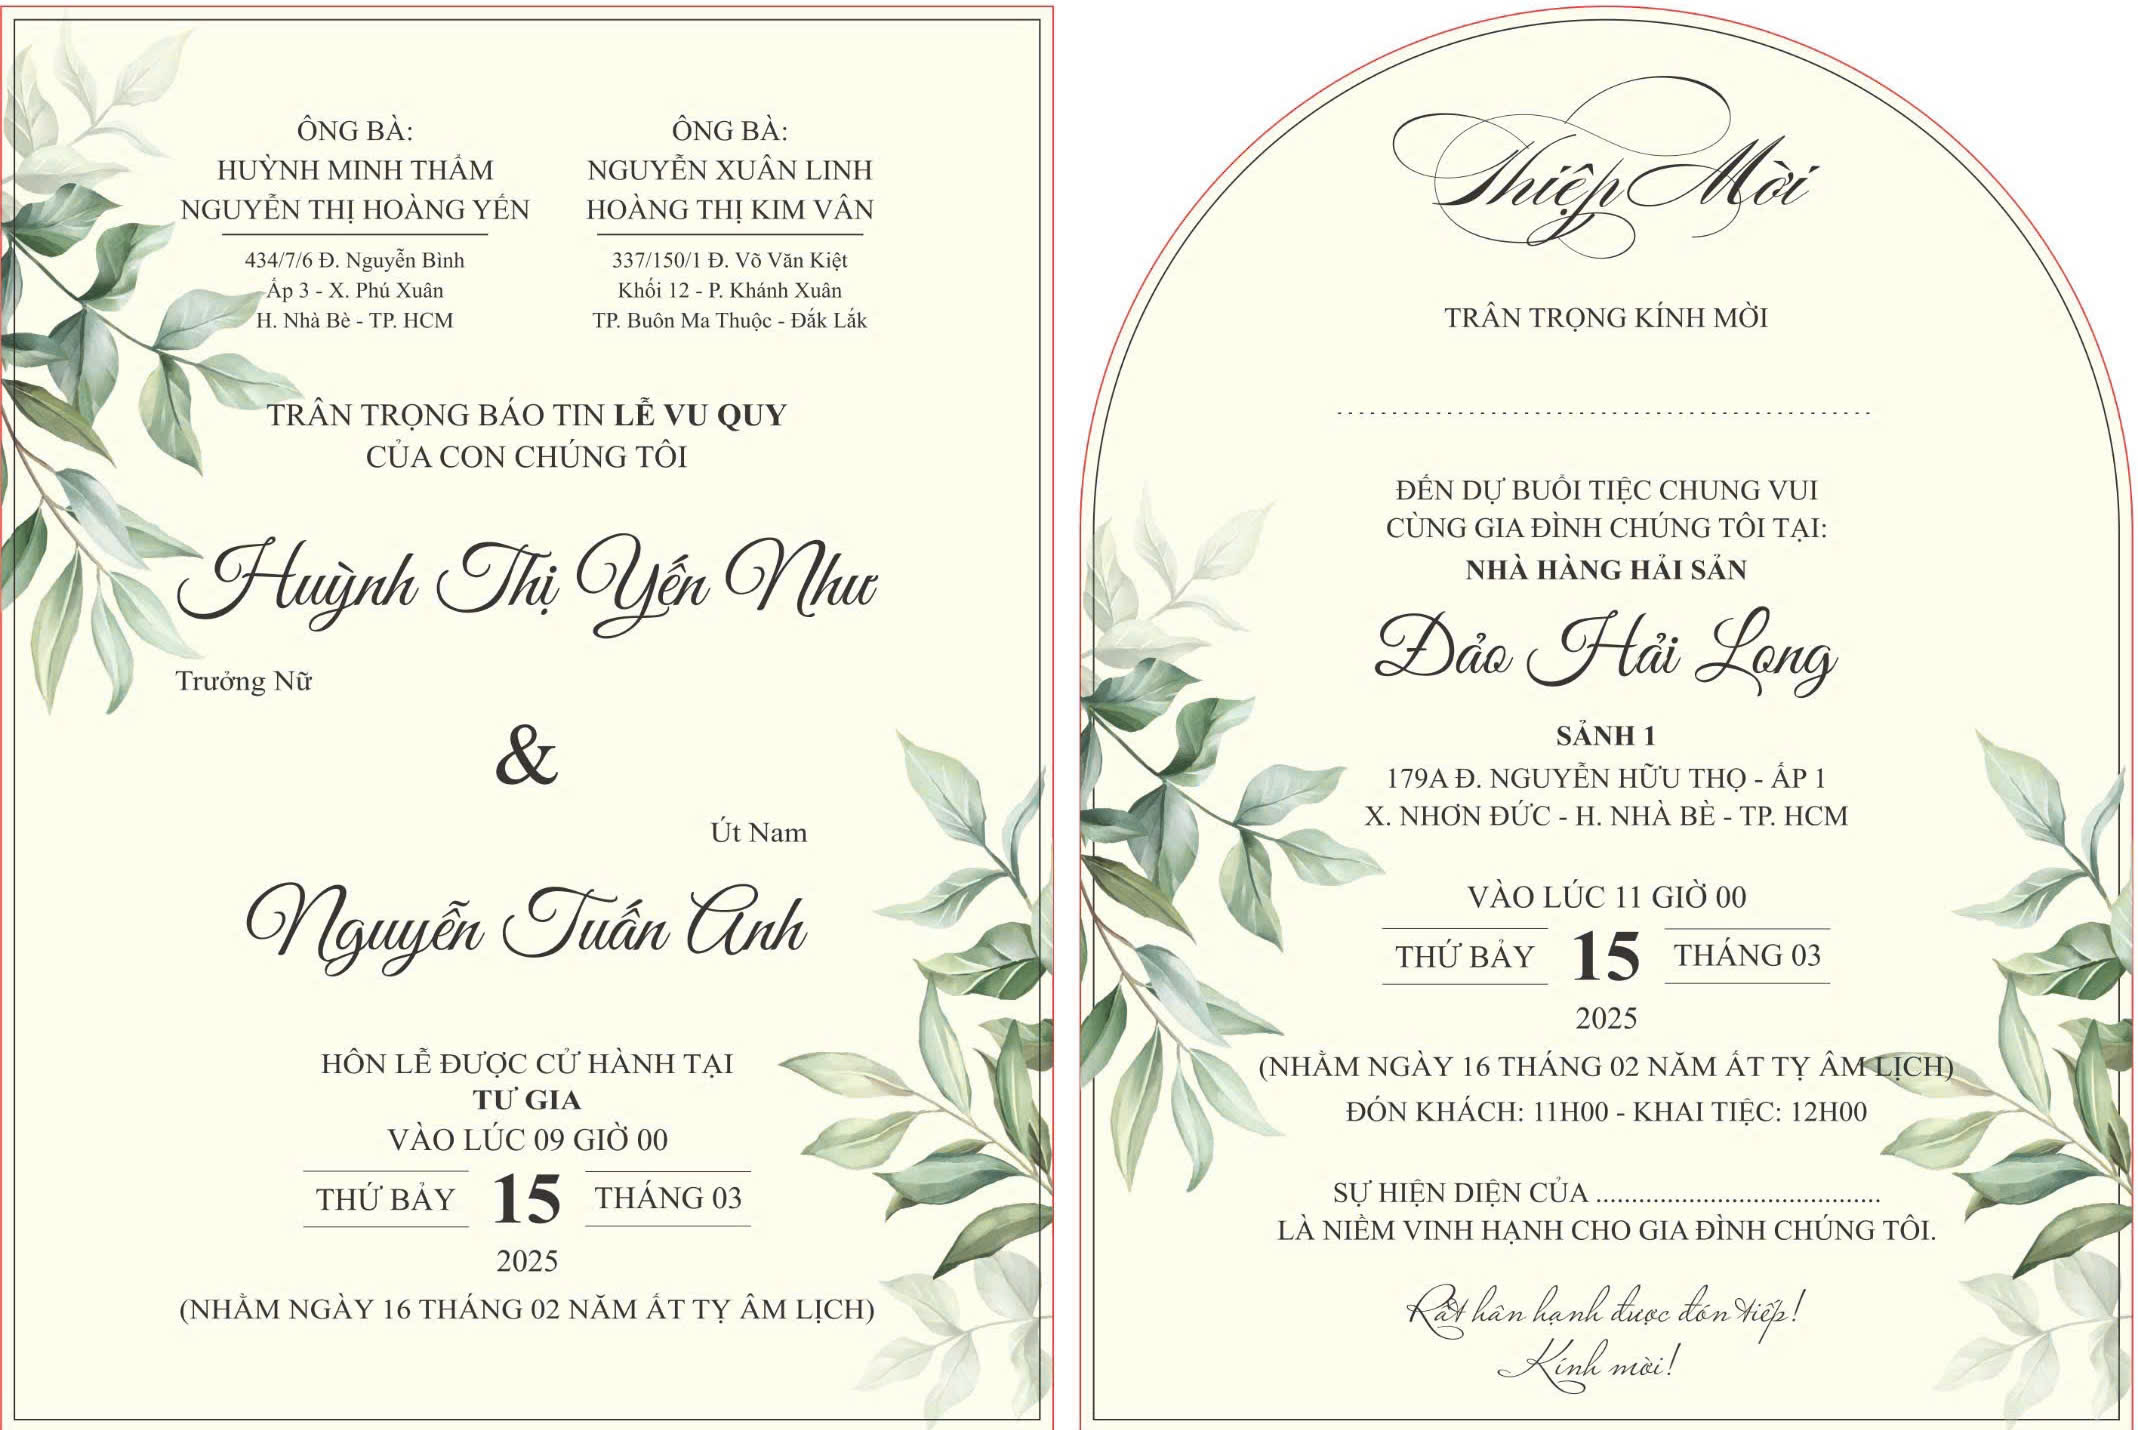 ÔNG BÀ:
HUỲNH MINH THẮM
NGUYỄN THỊ HOÀNG YẾN
434/7/6 Đ. Nguyễn Bình
Ấp 3 - X. Phú Xuân
H. Nhà Bè - TP. HCM
ÔNG BÀ:
NGUYỄN XUÂN LINH
HOÀNG THỊ KIM VÂN
337/150/1 Đ. Võ Văn Kiệt
Khối 12 - P. Khánh Xuân
TP. Buôn Ma Thuộc - Đắk Lắk
TRÂN TRỌNG BÁO TIN LỄ VU QUY
CỦA CON CHÚNG TÔI
Huỳnh Thị Yến Như
Trưởng Nữ
&
Út Nam
Nguyễn Tuấn Anh
HÔN LỄ ĐƯỢC CỬ HÀNH TẠI
TƯ GIA
VÀO LÚC 09 GIỜ 00
THỨ BẢY 15 THÁNG 03
2025
(NHẰM NGÀY 16 THÁNG 02 NĂM ẤT TỴ ÂM LỊCH)
Thiệp Mời
TRÂN TRỌNG KÍNH MỜI
................................................
ĐẾN DỰ BUỔI TIỆC CHUNG VUI
CÙNG GIA ĐÌNH CHÚNG TÔI TẠI:
NHÀ HÀNG HẢI SẢN
Đảo Hải Long
SẢNH 1
179A Đ. NGUYỄN HỮU THỌ - ẤP 1
X. NHƠN ĐỨC - H. NHÀ BÈ - TP. HCM
VÀO LÚC 11 GIỜ 00
THỨ BẢY 15 THÁNG 03
2025
(NHẰM NGÀY 16 THÁNG 02 NĂM ẤT TỴ ÂM LỊCH)
ĐÓN KHÁCH: 11H00 - KHAI TIỆC: 12H00
SỰ HIỆN DIỆN CỦA ........................................
LÀ NIỀM VINH HẠNH CHO GIA ĐÌNH CHÚNG TÔI.
Rất hân hạnh được đón tiếp!
Kính mời!